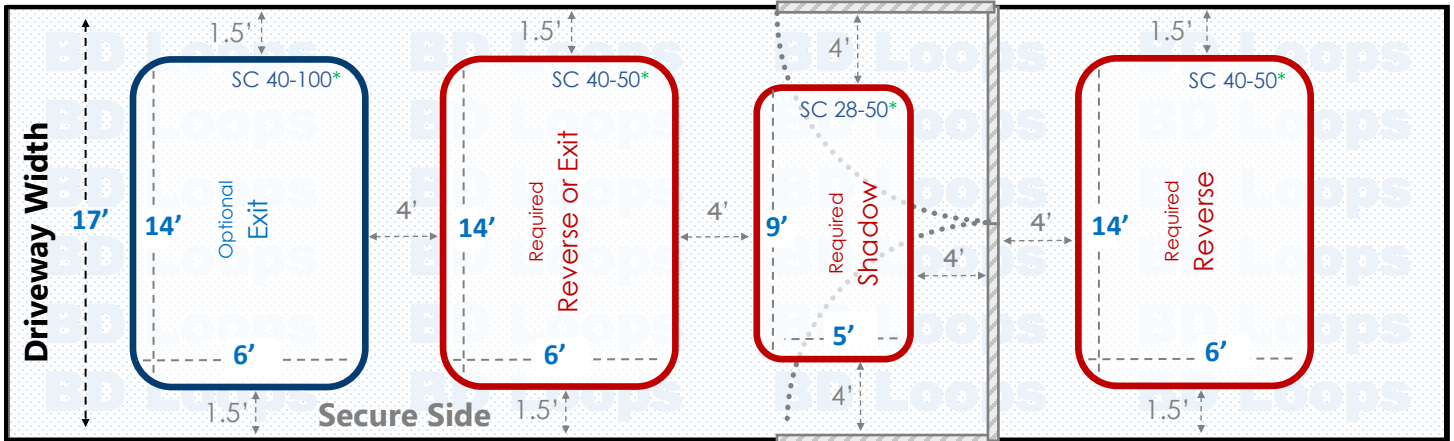 Driveway Width
17’
1.5’
SC 40-100*
14’
Optional
Exit
6’
1.5’
4’
1.5’
SC 40-50*
14’
Required
Reverse or Exit
6’
1.5’
4’
4’
SC 28-50*
9’
Required
Shadow
5’
4’
4’
4’
1.5’
SC 40-50*
14’
Required
Reverse
6’
1.5’
Secure Side
BD Loops